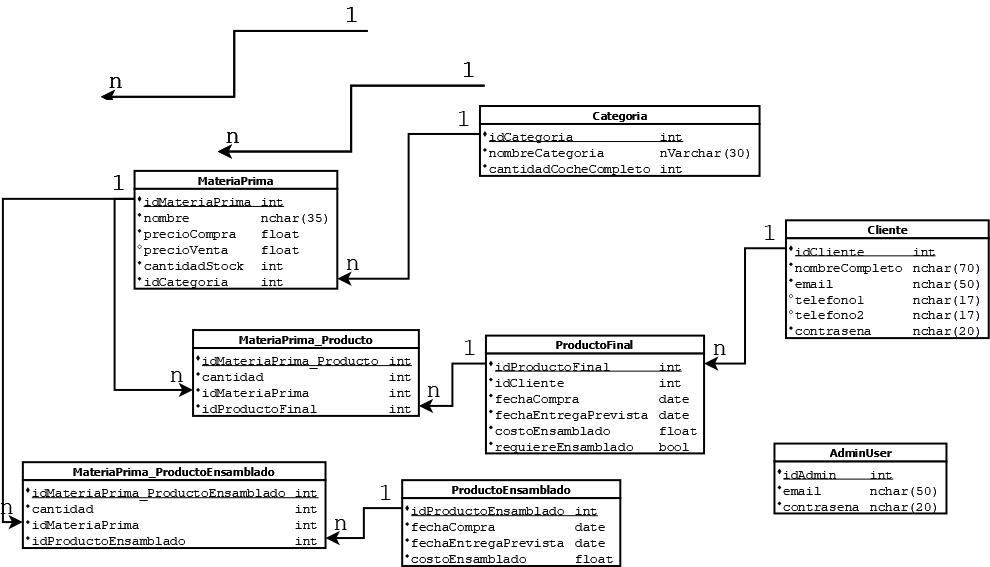 1
n
1
n
1
Categoria
idCategoria int
nombreCategoria nVarchar(30)
cantidadCocheCompleto int
1
MateriaPrima
idMateriaPrima int
nombre nchar(35)
precioCompra float
precioVenta float
cantidadStock int
idCategoria int
n
1
Cliente
idCliente int
nombreCompleto nchar(70)
email nchar(50)
telefono1 nchar(17)
telefono2 nchar(17)
contrasena nchar(20)
n
MateriaPrima_Producto
idMateriaPrima_Producto int
cantidad int
idMateriaPrima int
idProductoFinal int
n
n
1
ProductoFinal
idProductoFinal int
idCliente int
fechaCompra date
fechaEntregaPrevista date
costoEnsamblado float
requiereEnsamblado bool
MateriaPrima_ProductoEnsamblado
idMateriaPrima_ProductoEnsamblado int
cantidad int
idMateriaPrima int
idProductoEnsamblado int
n
n
1
ProductoEnsamblado
idProductoEnsamblado int
fechaCompra date
fechaEntregaPrevista date
costoEnsamblado float
AdminUser
idAdmin int
email nchar(50)
contrasena nchar(20)